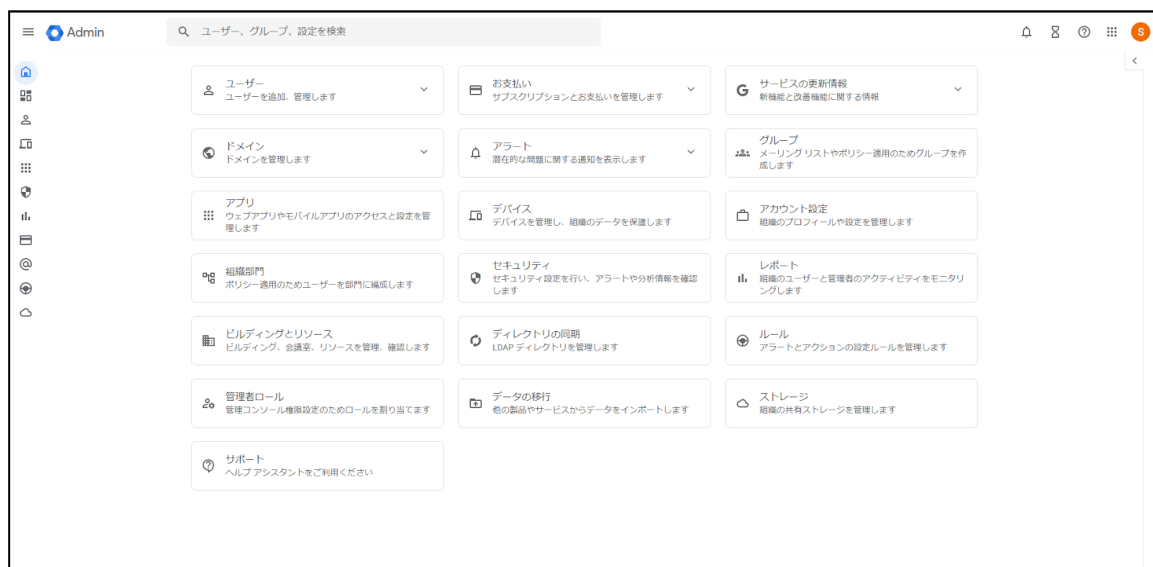 Admin
ユーザー、グループ、設定を検索
S
ユーザー
ユーザーを追加、管理します
お支払い
サブスクリプションとお支払いを管理します
サービスの更新情報
新機能と改善機能に関する情報
ドメイン
ドメインを管理します
アラート
潜在的な問題に関する通知を表示します
グループ
メーリング リストやポリシー適用のためグループを作
成します
アプリ
ウェブアプリやモバイルアプリのアクセスと設定を管
理します
デバイス
デバイスを管理し、組織のデータを保護します
アカウント設定
組織のプロフィールや設定を管理します
組織部門
ポリシー適用のためユーザーを部門に編成します
セキュリティ
セキュリティ設定を行い、アラートや分析情報を確認
します
レポート
組織のユーザーと管理者のアクティビティをモニタリ
ングします
ビルディングとリソース
ビルディング、会議室、リソースを管理、確認します
ディレクトリの同期
LDAP ディレクトリを管理します
ルール
アラートとアクションの設定ルールを管理します
管理者ロール
管理コンソール権限設定のためロールを割り当てます
データの移行
他の製品やサービスからデータをインポートします
ストレージ
組織の共有ストレージを管理します
サポート
ヘルプ アシスタントをご利用ください